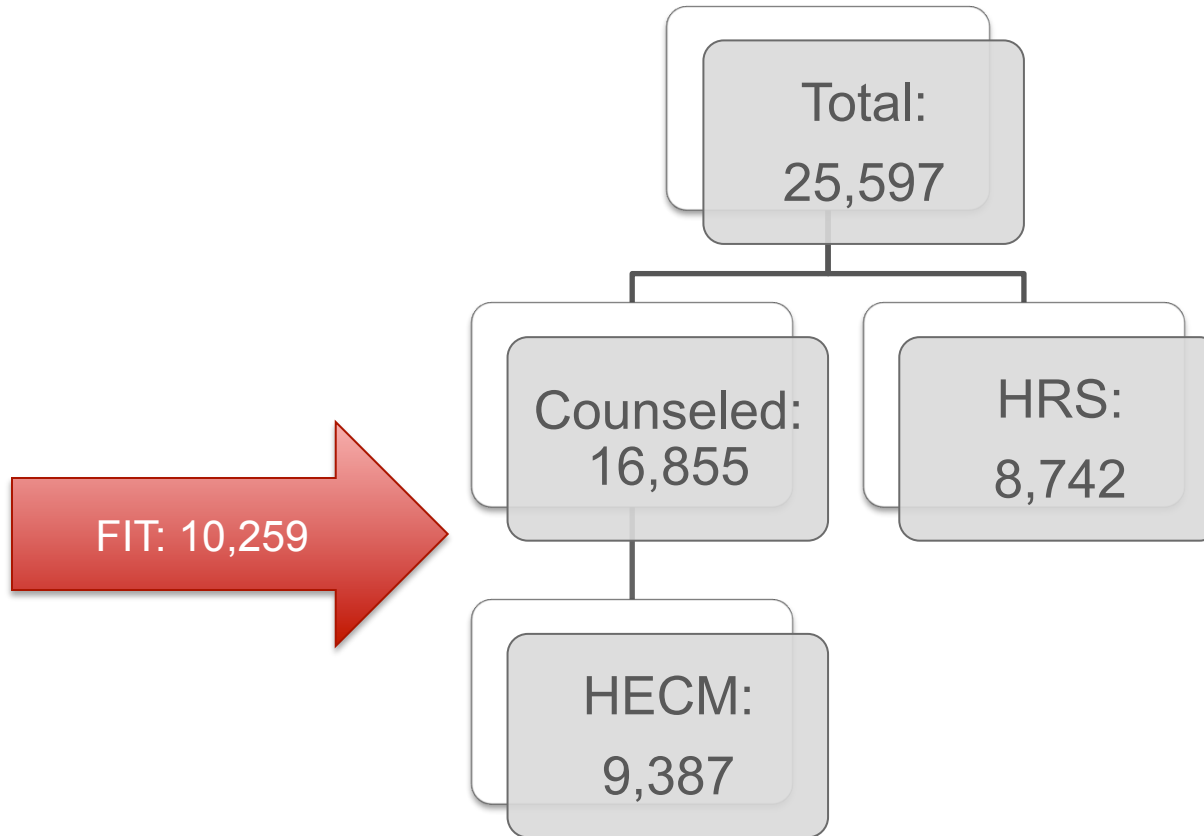 Total:
25,597
Counseled:
16,855
HRS:
8,742
FIT: 10,259
HECM:
9,387